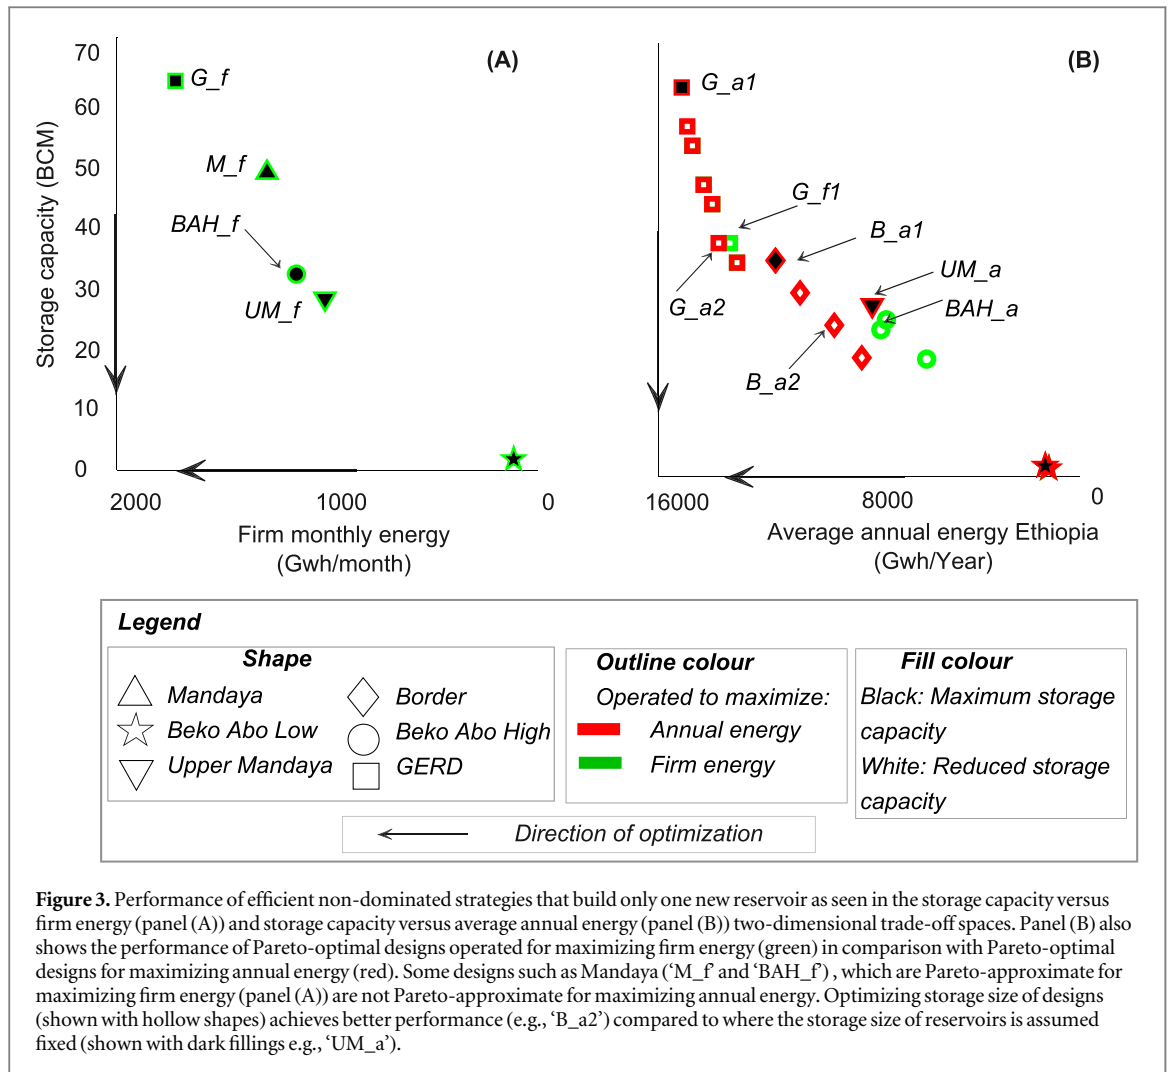 (A)
70
60
50
40
30
20
10
0
Storage capacity (BCM)
G_f
M_f
BAH_f
UM_f
2000
1000
0
Firm monthly energy
(Gwh/month)
(B)
G_a1
G_f1
B_a1
UM_a
BAH_a
G_a2
B_a2
16000
8000
0
Average annual energy Ethiopia
(Gwh/Year)
Legend
Shape
Mandaya
Beko Abo Low
Upper Mandaya
Border
Beko Abo High
GERD
Outline colour
Operated to maximize:
Annual energy
Firm energy
Fill colour
Black: Maximum storage
capacity
White: Reduced storage
capacity
Direction of optimization
Figure 3. Performance of efficient non-dominated strategies that build only one new reservoir as seen in the storage capacity versus
firm energy (panel (A)) and storage capacity versus average annual energy (panel (B)) two-dimensional trade-off spaces. Panel (B) also
shows the performance of Pareto-optimal designs operated for maximizing firm energy (green) in comparison with Pareto-optimal
designs for maximizing annual energy (red). Some designs such as Mandaya (‘M_f’ and ‘BAH_f’) , which are Pareto-approximate for
maximizing firm energy (panel (A)) are not Pareto-approximate for maximizing annual energy. Optimizing storage size of designs
(shown with hollow shapes) achieves better performance (e.g., ‘B_a2’) compared to where the storage size of reservoirs is assumed
fixed (shown with dark fillings e.g., ‘UM_a’).